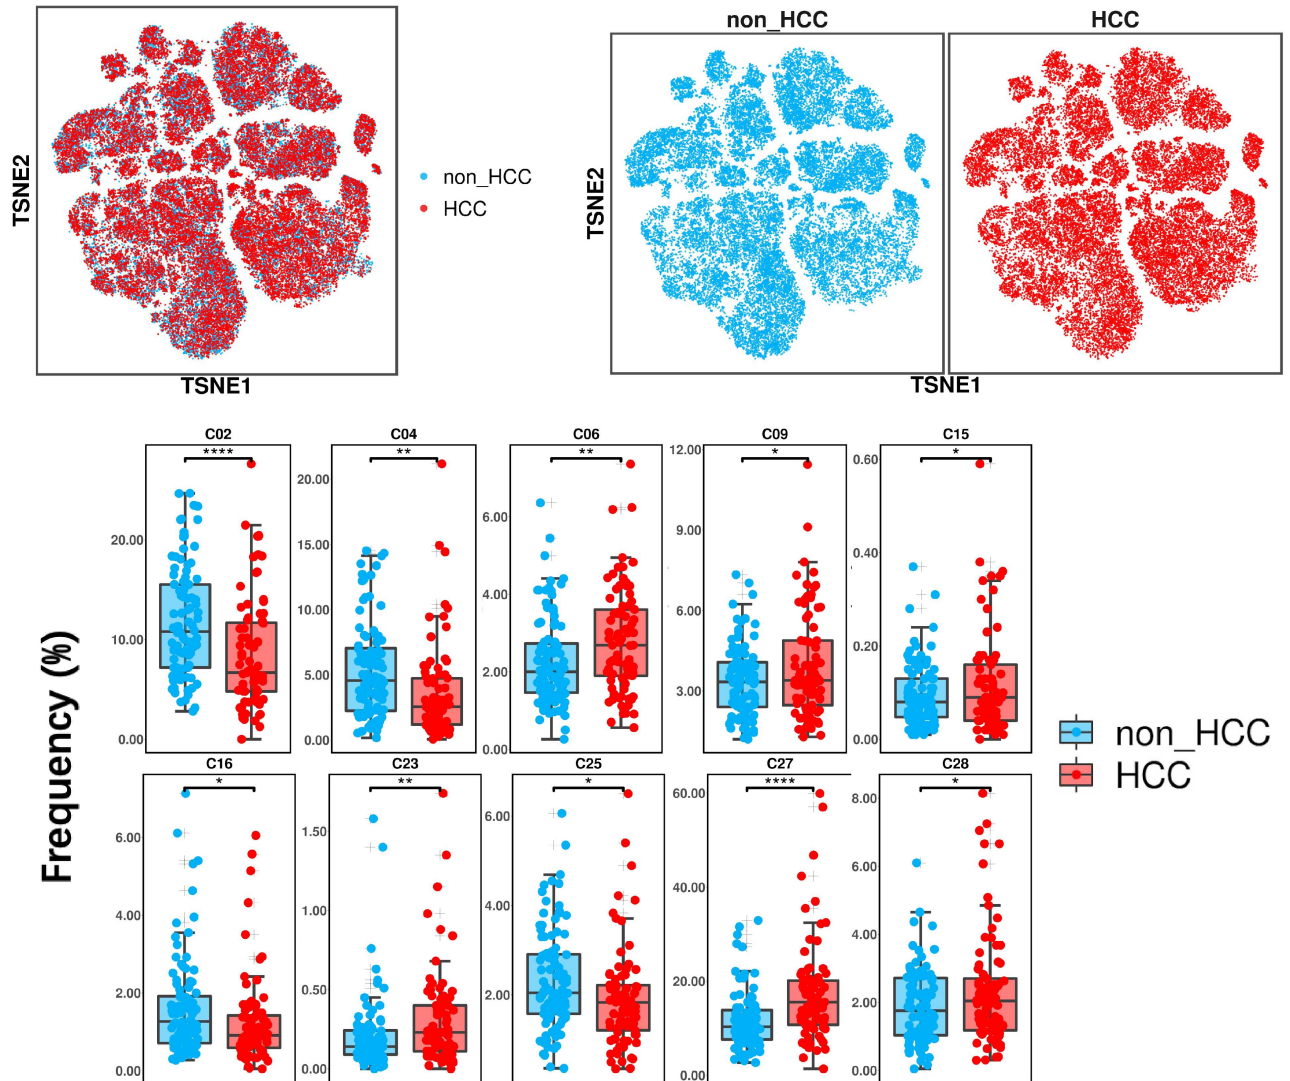 non_HCC
HCC
TSNE2
non_HCC
HCC
TSNE1
TSNE2
TSNE1
Frequency (%)
C02
****
20.00
10.00
0.00
C04
**
20.00
15.00
10.00
5.00
0.00
C06
**
6.00
4.00
2.00
0.00
C09
*
12.00
9.00
6.00
3.00
C15
*
0.60
0.40
0.20
0.00
C16
*
6.00
4.00
2.00
0.00
C23
**
1.50
1.00
0.50
0.00
C25
*
6.00
4.00
2.00
C27
****
60.00
40.00
20.00
0.00
C28
*
8.00
6.00
4.00
2.00
0.00
non_HCC
HCC